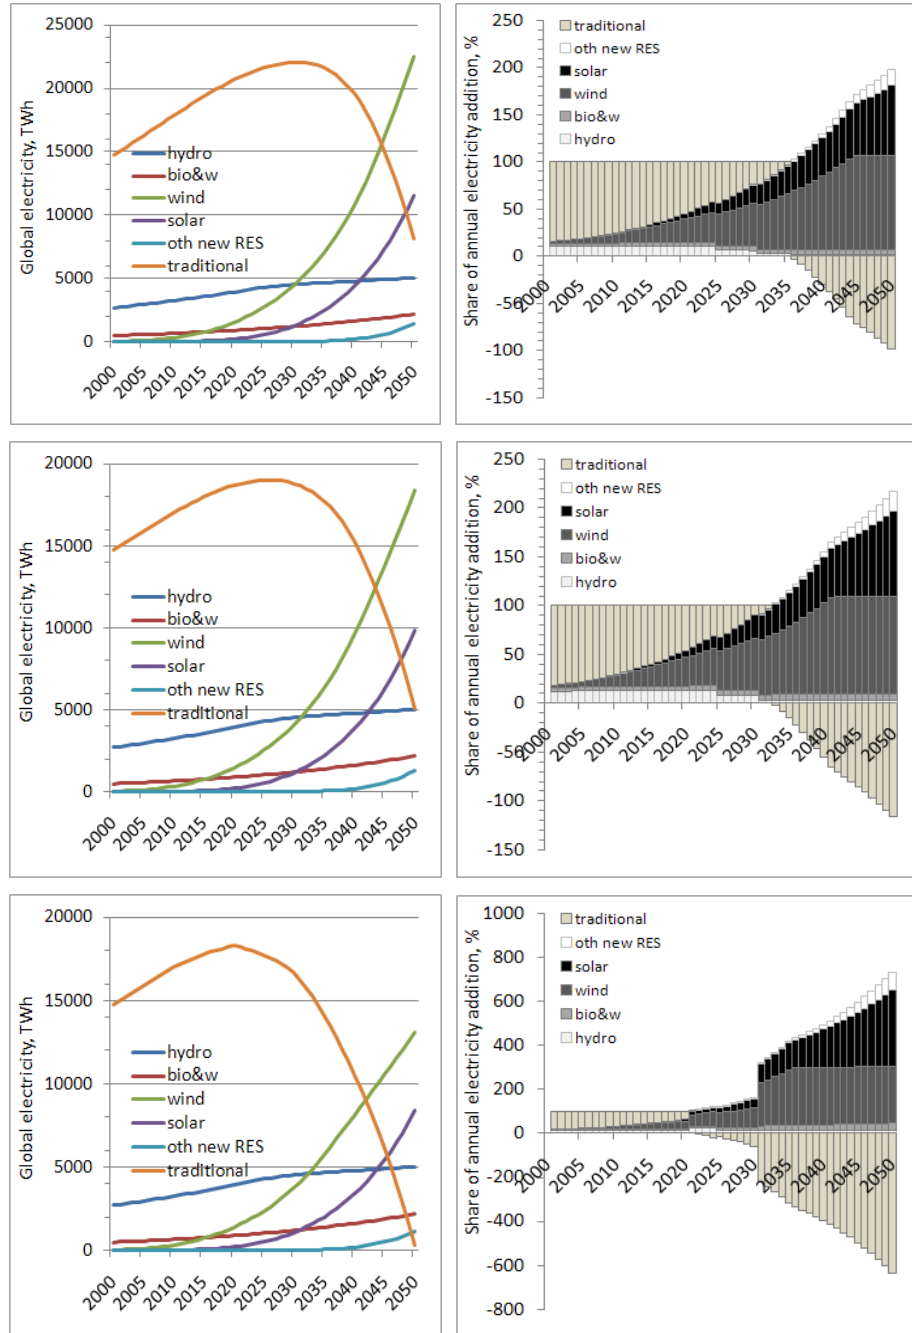 25000
20000
15000
10000
5000
0
Global electricity, TWh
hydro
bio&w
wind
solar
oth new RES
traditional
2000
2005
2010
2015
2020
2025
2030
2035
2040
2045
2050
250
200
150
100
50
0
-50
-100
-150
Share of annual electricity addition, %
traditional
oth new RES
solar
wind
bio&w
hydro
2000
2005
2010
2015
2020
2025
2030
2035
2040
2045
2050
20000
15000
10000
5000
0
Global electricity, TWh
hydro
bio&w
wind
solar
oth new RES
traditional
2000
2005
2010
2015
2020
2025
2030
2035
2040
2045
2050
250
200
150
100
50
0
-50
-100
-150
Share of annual electricity addition, %
traditional
oth new RES
solar
wind
bio&w
hydro
2000
2005
2010
2015
2020
2025
2030
2035
2040
2045
2050
20000
15000
10000
5000
0
Global electricity, TWh
hydro
bio&w
wind
solar
oth new RES
traditional
2000
2005
2010
2015
2020
2025
2030
2035
2040
2045
2050
1000
800
600
400
200
0
-200
-400
-600
-800
Share of annual electricity addition, %
traditional
oth new RES
solar
wind
bio&w
hydro
2000
2005
2010
2015
2020
2025
2030
2035
2040
2045
2050